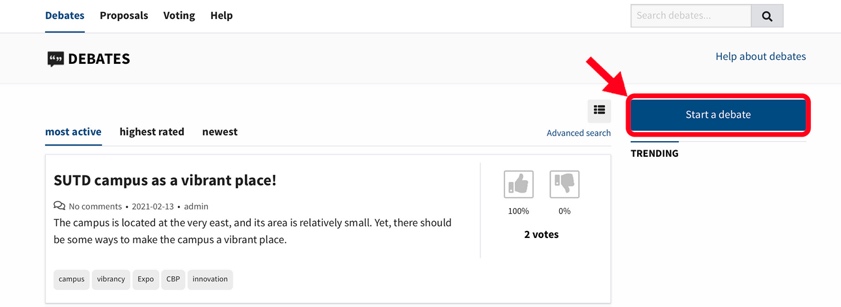 Debates Proposals Voting Help
Search debates...
DEBATES
Help about debates
Start a debate
most active highest rated newest
Advanced search
TRENDING
SUTD campus as a vibrant place!
No comments • 2021-02-13 • admin
The campus is located at the very east, and its area is relatively small. Yet, there should
be some ways to make the campus a vibrant place.
100% 0%
2 votes
campus vibrancy Expo CBP innovation